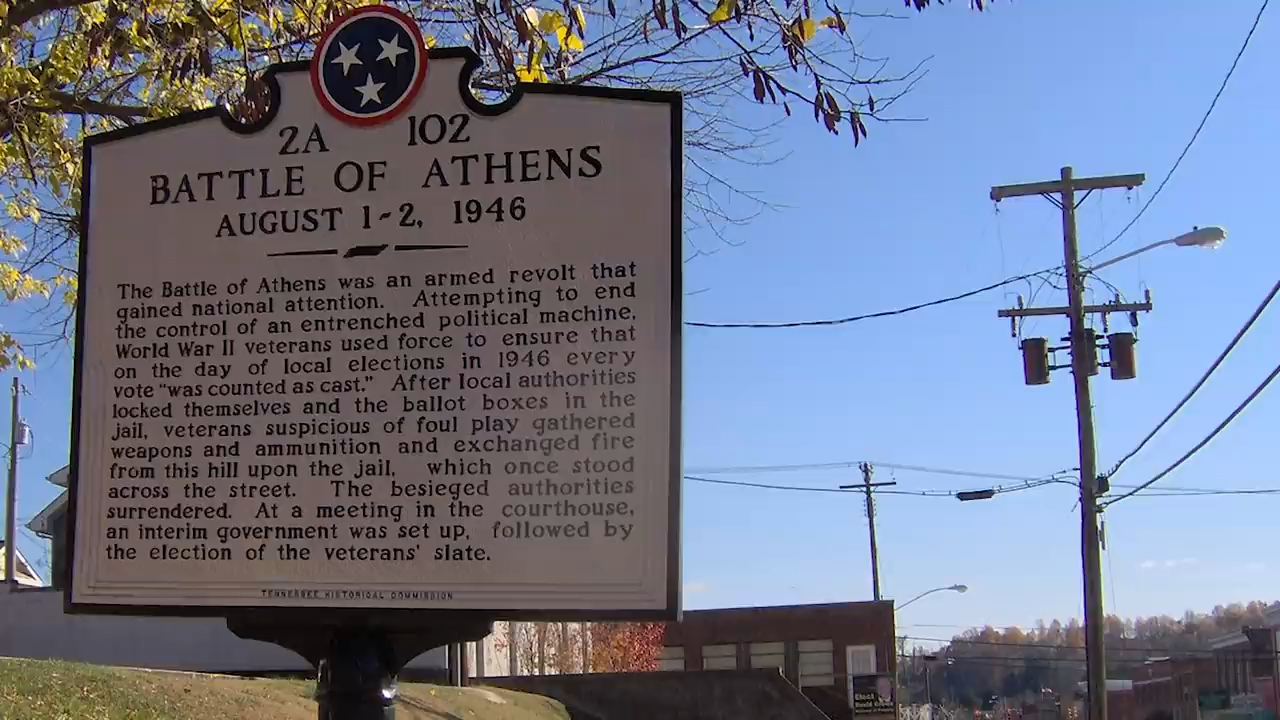 2A 102
BATTLE OF ATHENS
AUGUST 1-2, 1946
The Battle of Athens was an armed revolt that
gained national attention. Attempting to end
the control of an entrenched political machine,
World War II veterans used force to ensure that
on the day of local elections in 1946 every
vote "was counted as cast." After local authorities
locked themselves and the ballot boxes in the
jail, veterans suspicious of foul play gathered
weapons and ammunition and exchanged fire
from this hill upon the jail, which once stood
across the street. The besieged authorities
surrendered. At a meeting in the courthouse,
an interim government was set up, followed by
the election of the veterans' slate.
TENNESSEE HISTORICAL COMMISSION
Elect